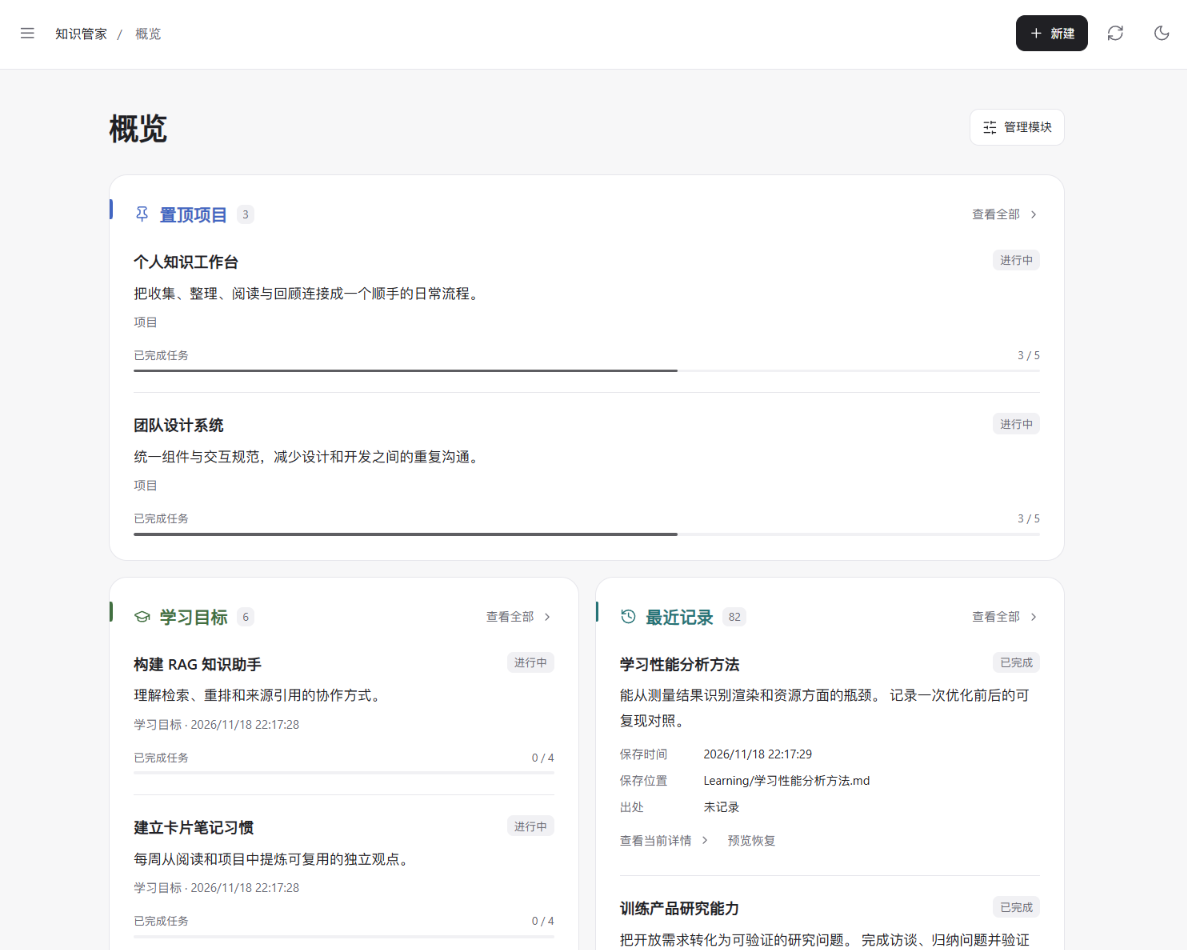 知识管家 / 概览
新建
概览
管理模块
置顶项目 3
查看全部
个人知识工作台
进行中
把收集、整理、阅读与回顾连接成一个顺手的日常流程。
项目
已完成任务
3 / 5
团队设计系统
进行中
统一组件与交互规范，减少设计和开发之间的重复沟通。
项目
已完成任务
3 / 5
学习目标 6
查看全部
构建 RAG 知识助手
进行中
理解检索、重排和来源引用的协作方式。
学习目标 · 2026/11/18 22:17:28
已完成任务
0 / 4
建立卡片笔记习惯
进行中
每周从阅读和项目中提炼可复用的独立观点。
学习目标 · 2026/11/18 22:17:28
已完成任务
0 / 4
最近记录 82
查看全部
学习性能分析方法
已完成
能从测量结果识别渲染和资源方面的瓶颈。 记录一次优化前后的可
复现对照。
保存时间 2026/11/18 22:17:29
保存位置 Learning/学习性能分析方法.md
出处 未记录
查看当前详情
预览恢复
训练产品研究能力
已完成
把开放需求转化为可验证的研究问题。 完成访谈、归纳问题并验证